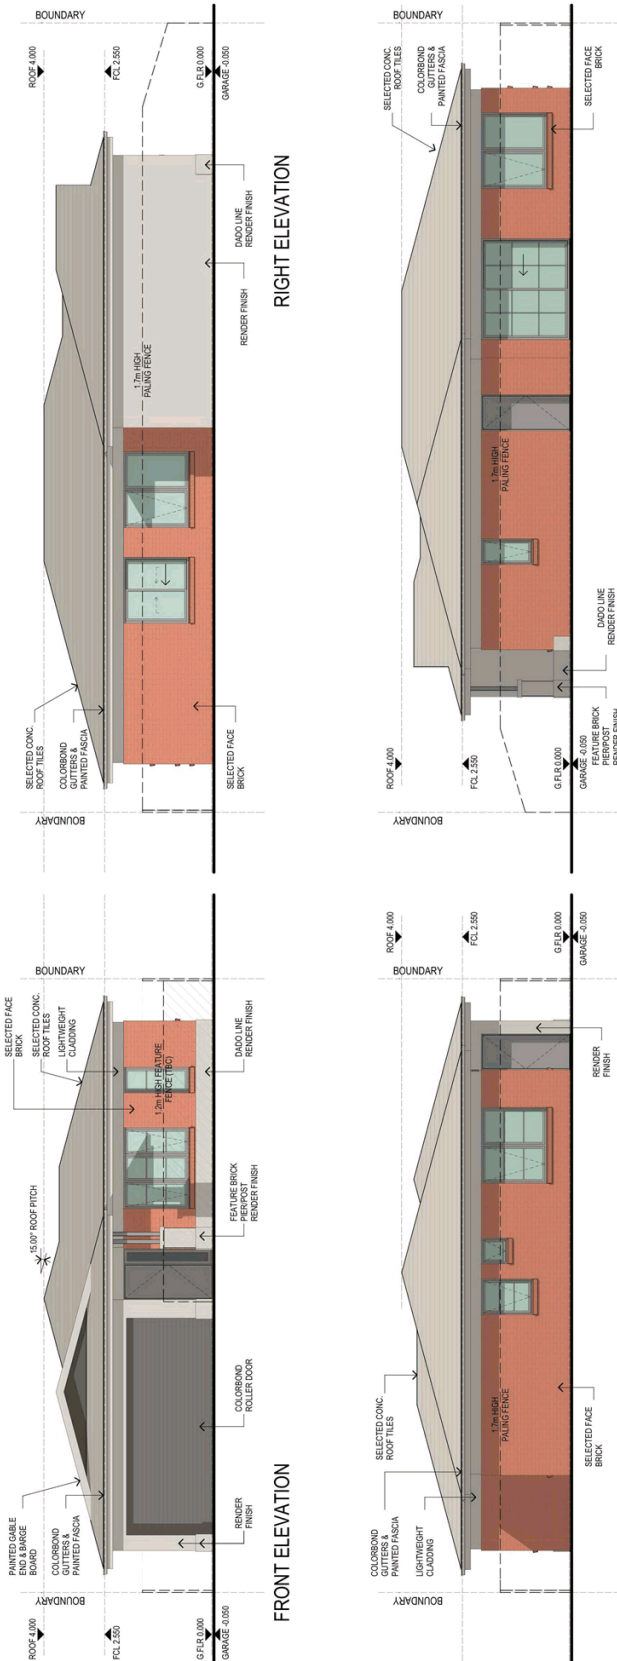 BOUNDARY
ROOF 4.000
FCL 2.550
G.FLR 0.000
GARAGE -0.050
PAINTED GABLE
END & BARGE
BOARD
COLORBOND
GUTTERS &
PAINTED FASCIA
15.00° ROOF PITCH
SELECTED FACE
BRICK
SELECTED CONC.
ROOF TILES
LIGHTWEIGHT
CLADDING
BOUNDARY
1.2m HIGH FEATURE
FENCE (TBC)
RENDER
FINISH
COLORBOND
ROLLER DOOR
FEATURE BRICK
PIER/POST
RENDER FINISH
DADO LINE
RENDER FINISH
FRONT ELEVATION
BOUNDARY
SELECTED CONC.
ROOF TILES
COLORBOND
GUTTERS &
PAINTED FASCIA
BOUNDARY
ROOF 4.000
FCL 2.550
G.FLR 0.000
GARAGE -0.050
1.7m HIGH
PALING FENCE
SELECTED FACE
BRICK
RENDER FINISH
DADO LINE
RENDER FINISH
RIGHT ELEVATION
BOUNDARY
COLORBOND
GUTTERS &
PAINTED FASCIA
LIGHTWEIGHT
CLADDING
SELECTED CONC.
ROOF TILES
BOUNDARY
ROOF 4.000
FCL 2.550
G.FLR 0.000
GARAGE -0.050
1.7m HIGH
PALING FENCE
SELECTED FACE
BRICK
RENDER
FINISH
BOUNDARY
ROOF 4.000
FCL 2.550
G.FLR 0.000
GARAGE -0.050
SELECTED CONC.
ROOF TILES
COLORBOND
GUTTERS &
PAINTED FASCIA
BOUNDARY
1.7m HIGH
PALING FENCE
FEATURE BRICK
PIER/POST
RENDER FINISH
DADO LINE
RENDER FINISH
SELECTED FACE
BRICK